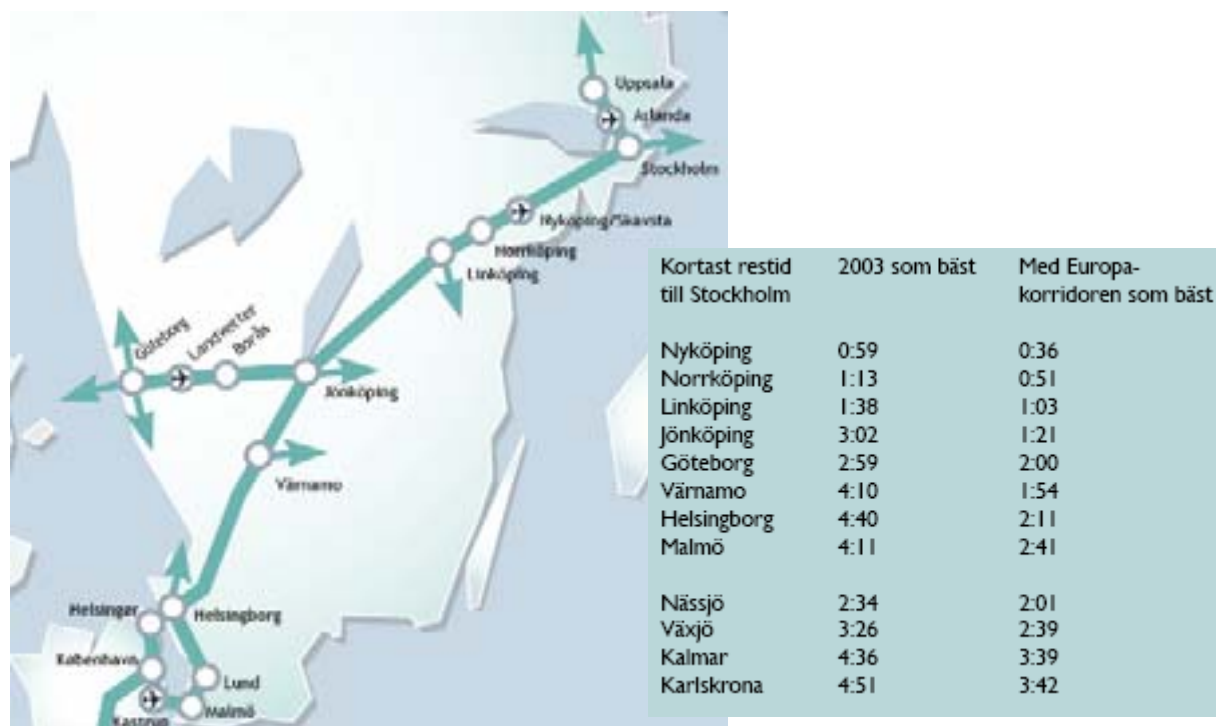 Uppsala
Arlanda
Stockholm
Nyköping/Skavsta
Norrköping
Linköping
Göteborg
Landvetter
Borås
Jönköping
Värnamo
Helsingør
Helsingborg
København
Lund
Kastrup
Malmö
Kortast restid 2003 som bäst Med Europa-
till Stockholm korridoren som bäst
Nyköping 0:59 0:36
Norrköping 1:13 0:51
Linköping 1:38 1:03
Jönköping 3:02 1:21
Göteborg 2:59 2:00
Värnamo 4:10 1:54
Helsingborg 4:40 2:11
Malmö 4:11 2:41
Nässjö 2:34 2:01
Växjö 3:26 2:39
Kalmar 4:36 3:39
Karlskrona 4:51 3:42